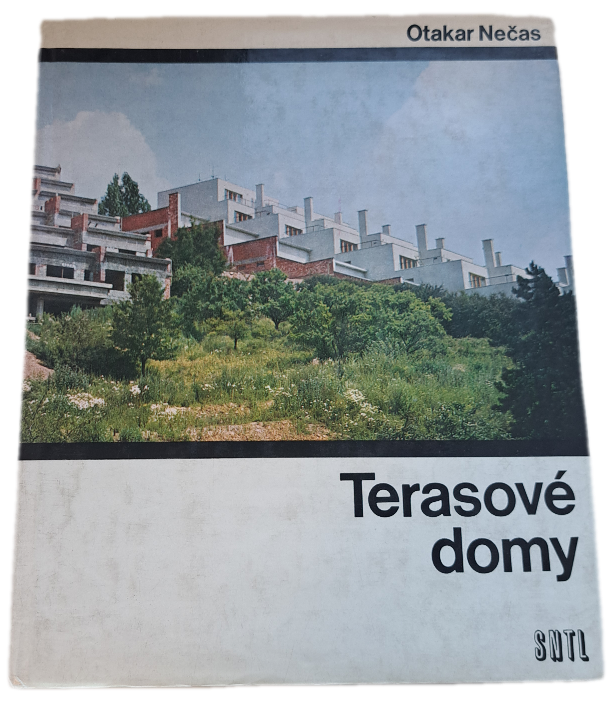 Otakar Nečas
Terasové
domy
SNTL